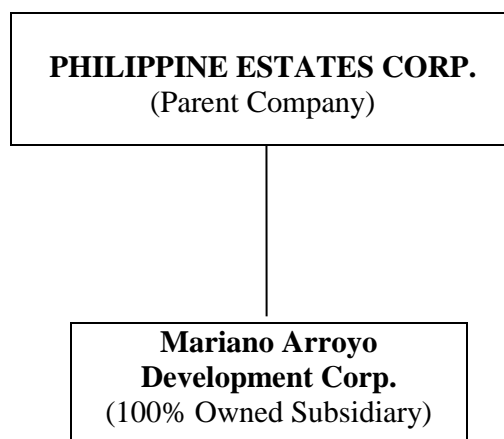 PHILIPPINE ESTATES CORP.
(Parent Company)
Mariano Arroyo
Development Corp.
(100% Owned Subsidiary)